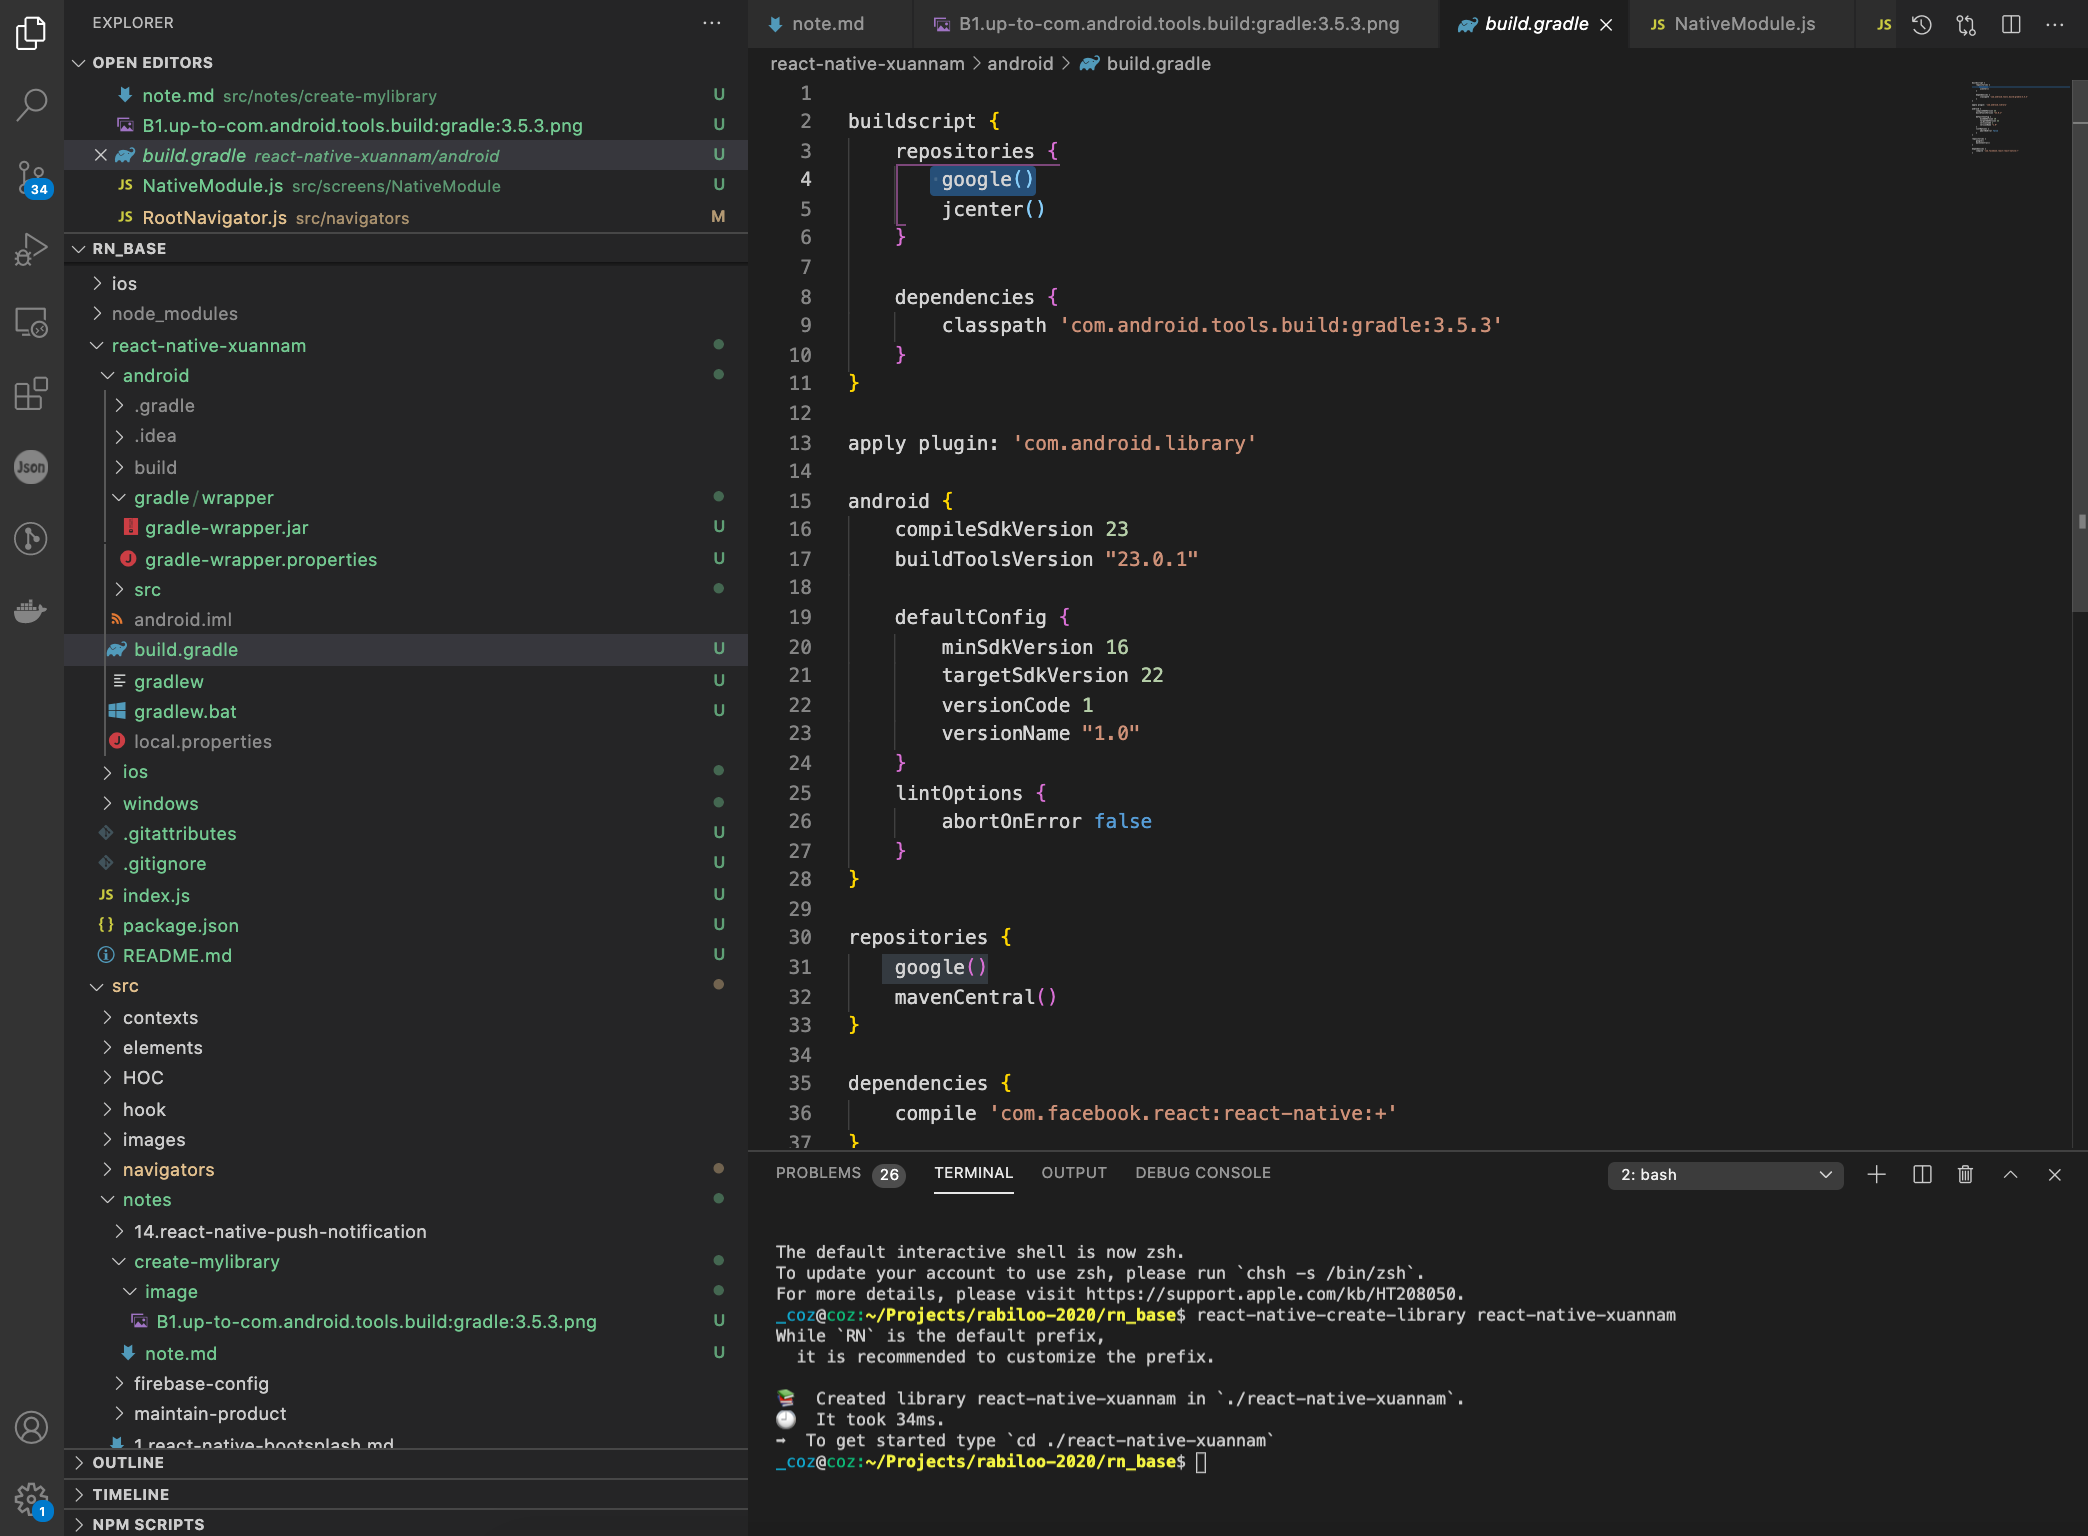 EXPLORER
OPEN EDITORS
note.md src/notes/create-mylibrary U
B1.up-to-com.android.tools.build:gradle:3.5.3.png U
build.gradle react-native-xuannam/android U
JS NativeModule.js src/screens/NativeModule U
JS RootNavigator.js src/navigators M
34
RN_BASE
ios
node_modules
react-native-xuannam
android
.gradle
.idea
build
Json
gradle/wrapper
gradle-wrapper.jar U
J gradle-wrapper.properties U
src
android.iml
build.gradle U
gradlew U
gradlew.bat U
J local.properties
ios
windows
.gitattributes U
.gitignore U
JS index.js U
{} package.json U
README.md U
src
contexts
elements
HOC
hook
images
navigators
notes
14.react-native-push-notification
create-mylibrary
image
B1.up-to-com.android.tools.build:gradle:3.5.3.png U
note.md U
firebase-config
maintain-product
1.react-native-bootsplash.md
OUTLINE
TIMELINE
NPM SCRIPTS
1
note.md
B1.up-to-com.android.tools.build:gradle:3.5.3.png
build.gradle
JS NativeModule.js
JS
react-native-xuannam > android > build.gradle
1
2 buildscript {
3 repositories {
4 google()
5 jcenter()
6 }
7
8 dependencies {
9 classpath 'com.android.tools.build:gradle:3.5.3'
10 }
11 }
12
13 apply plugin: 'com.android.library'
14
15 android {
16 compileSdkVersion 23
17 buildToolsVersion "23.0.1"
18
19 defaultConfig {
20 minSdkVersion 16
21 targetSdkVersion 22
22 versionCode 1
23 versionName "1.0"
24 }
25 lintOptions {
26 abortOnError false
27 }
28 }
29
30 repositories {
31 google()
32 mavenCentral()
33 }
34
35 dependencies {
36 compile 'com.facebook.react:react-native:+'
37 }
PROBLEMS 26 TERMINAL OUTPUT DEBUG CONSOLE 2: bash
The default interactive shell is now zsh.
To update your account to use zsh, please run `chsh -s /bin/zsh`.
For more details, please visit https://support.apple.com/kb/HT208050.
_coz@coz:~/Projects/rabiloo-2020/rn_base$ react-native-create-library react-native-xuannam
While `RN` is the default prefix,
it is recommended to customize the prefix.
Created library react-native-xuannam in `./react-native-xuannam`.
It took 34ms.
➡ To get started type `cd ./react-native-xuannam`
_coz@coz:~/Projects/rabiloo-2020/rn_base$